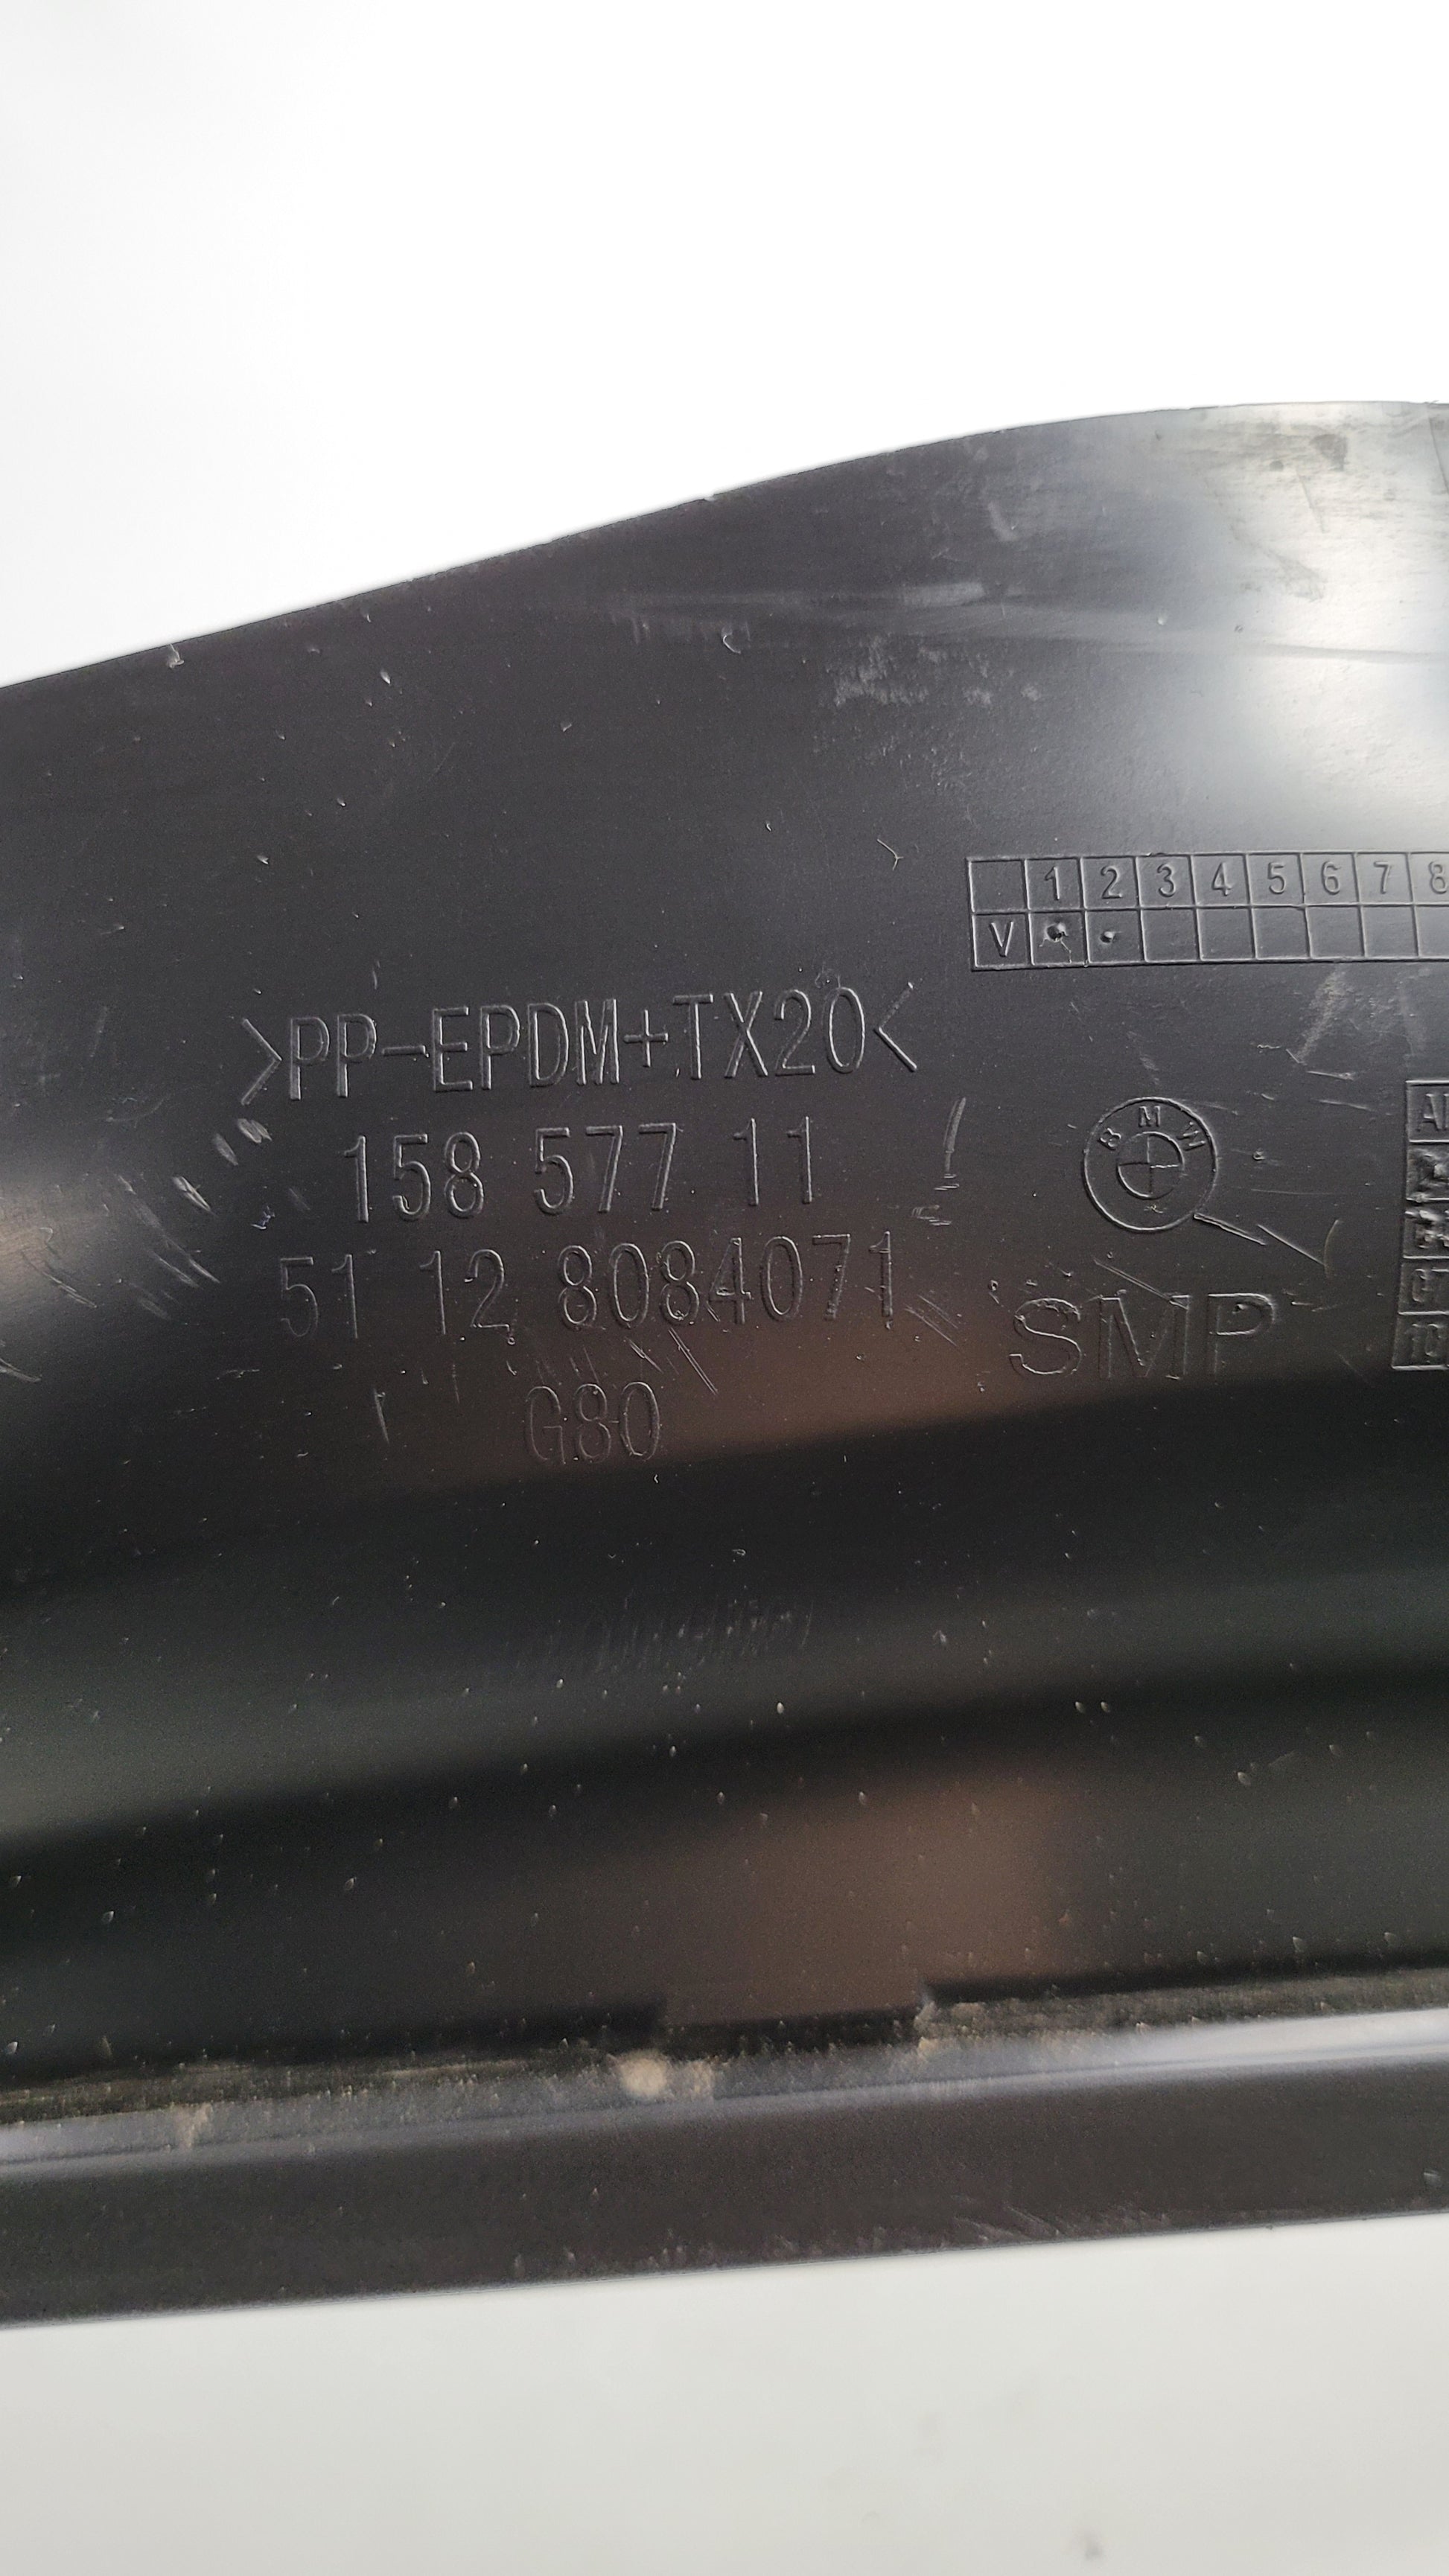 1 2 3 4 5 6 7 8
V
>PP-EPDM+TX20<
158 577 11
BMW
51 12 8084071
SMP
G80